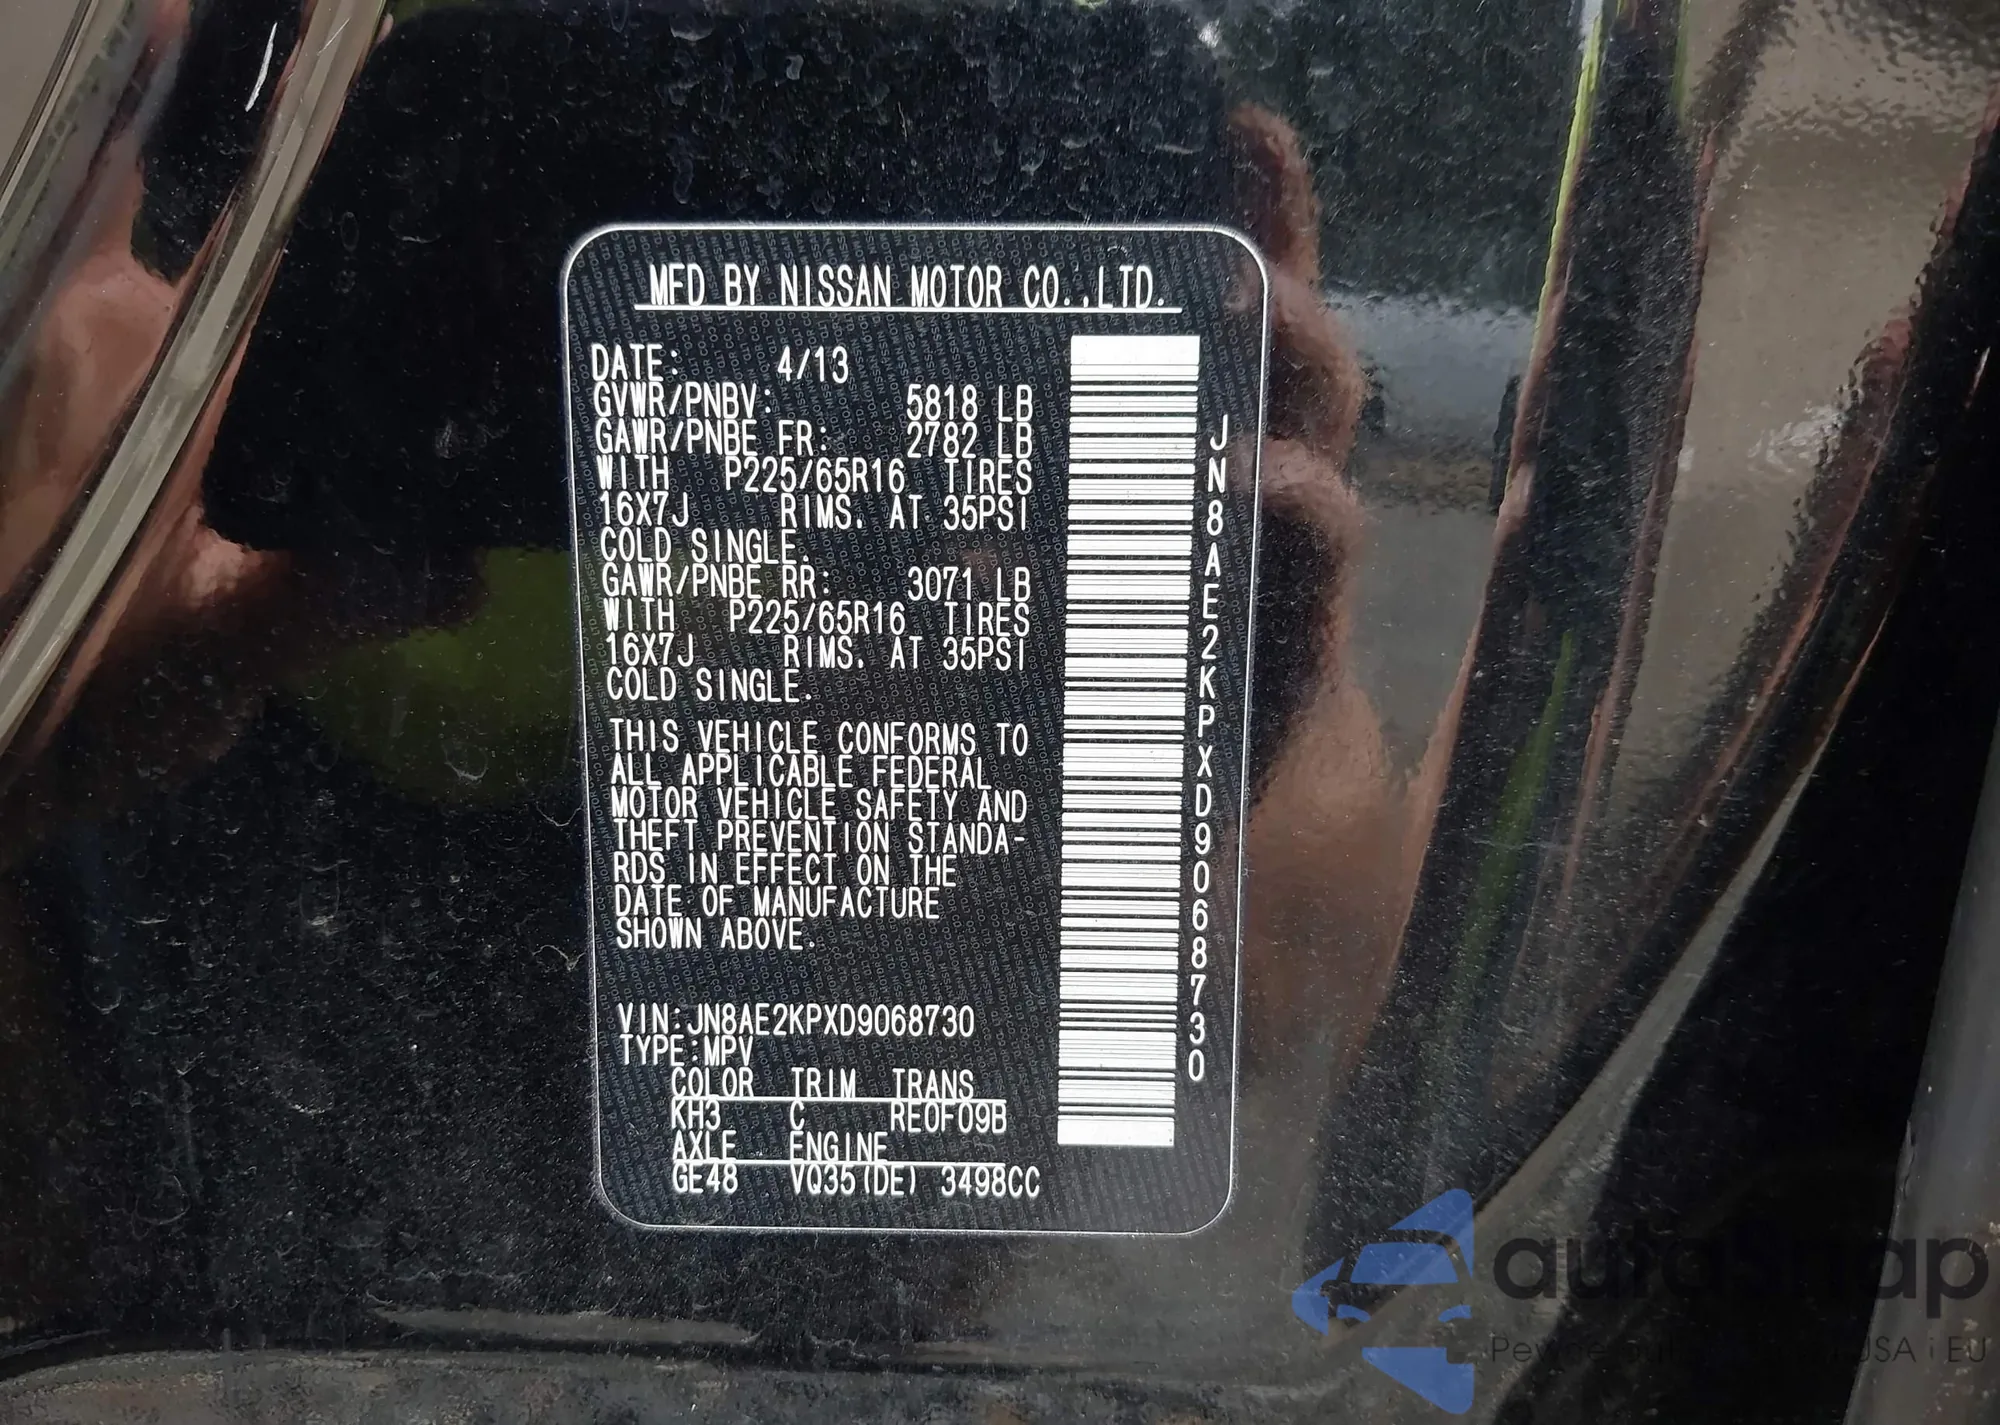 MFD BY NISSAN MOTOR CO.,LTD.
DATE: 4/13
GVWR/PNBV: 5818 LB
GAWR/PNBE FR: 2782 LB
WITH P225/65R16 TIRES
16X7J RIMS. AT 35PSI
COLD SINGLE.
GAWR/PNBE RR: 3071 LB
WITH P225/65R16 TIRES
16X7J RIMS. AT 35PSI
COLD SINGLE.
THIS VEHICLE CONFORMS TO
ALL APPLICABLE FEDERAL
MOTOR VEHICLE SAFETY AND
THEFT PREVENTION STANDA-
RDS IN EFFECT ON THE
DATE OF MANUFACTURE
SHOWN ABOVE.
VIN:JN8AE2KPXD9068730
TYPE:MPV
COLOR TRIM TRANS
KH3 C RE0F09B
AXLE ENGINE
GE48 VQ35(DE) 3498CC
JN8AE2KPXD9068730
autosnap
USA i EU